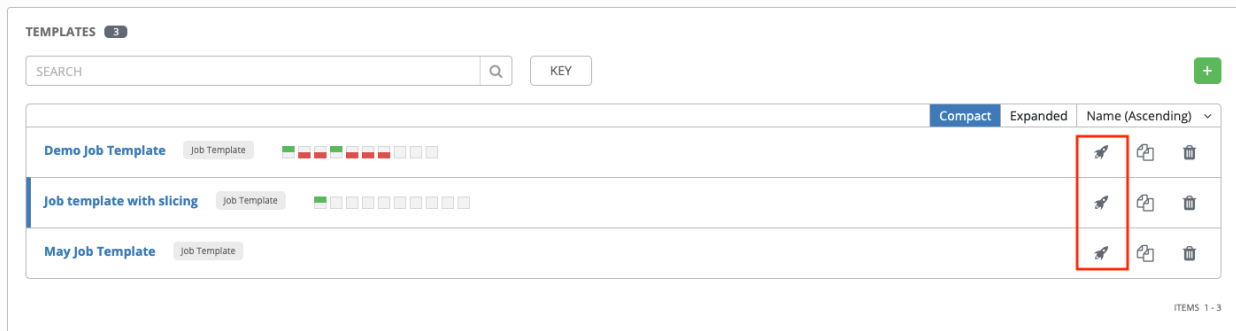 TEMPLATES 3
SEARCH KEY
+
Compact Expanded Name (Ascending)
Demo Job Template Job Template
Job template with slicing Job Template
May Job Template Job Template
ITEMS 1 - 3